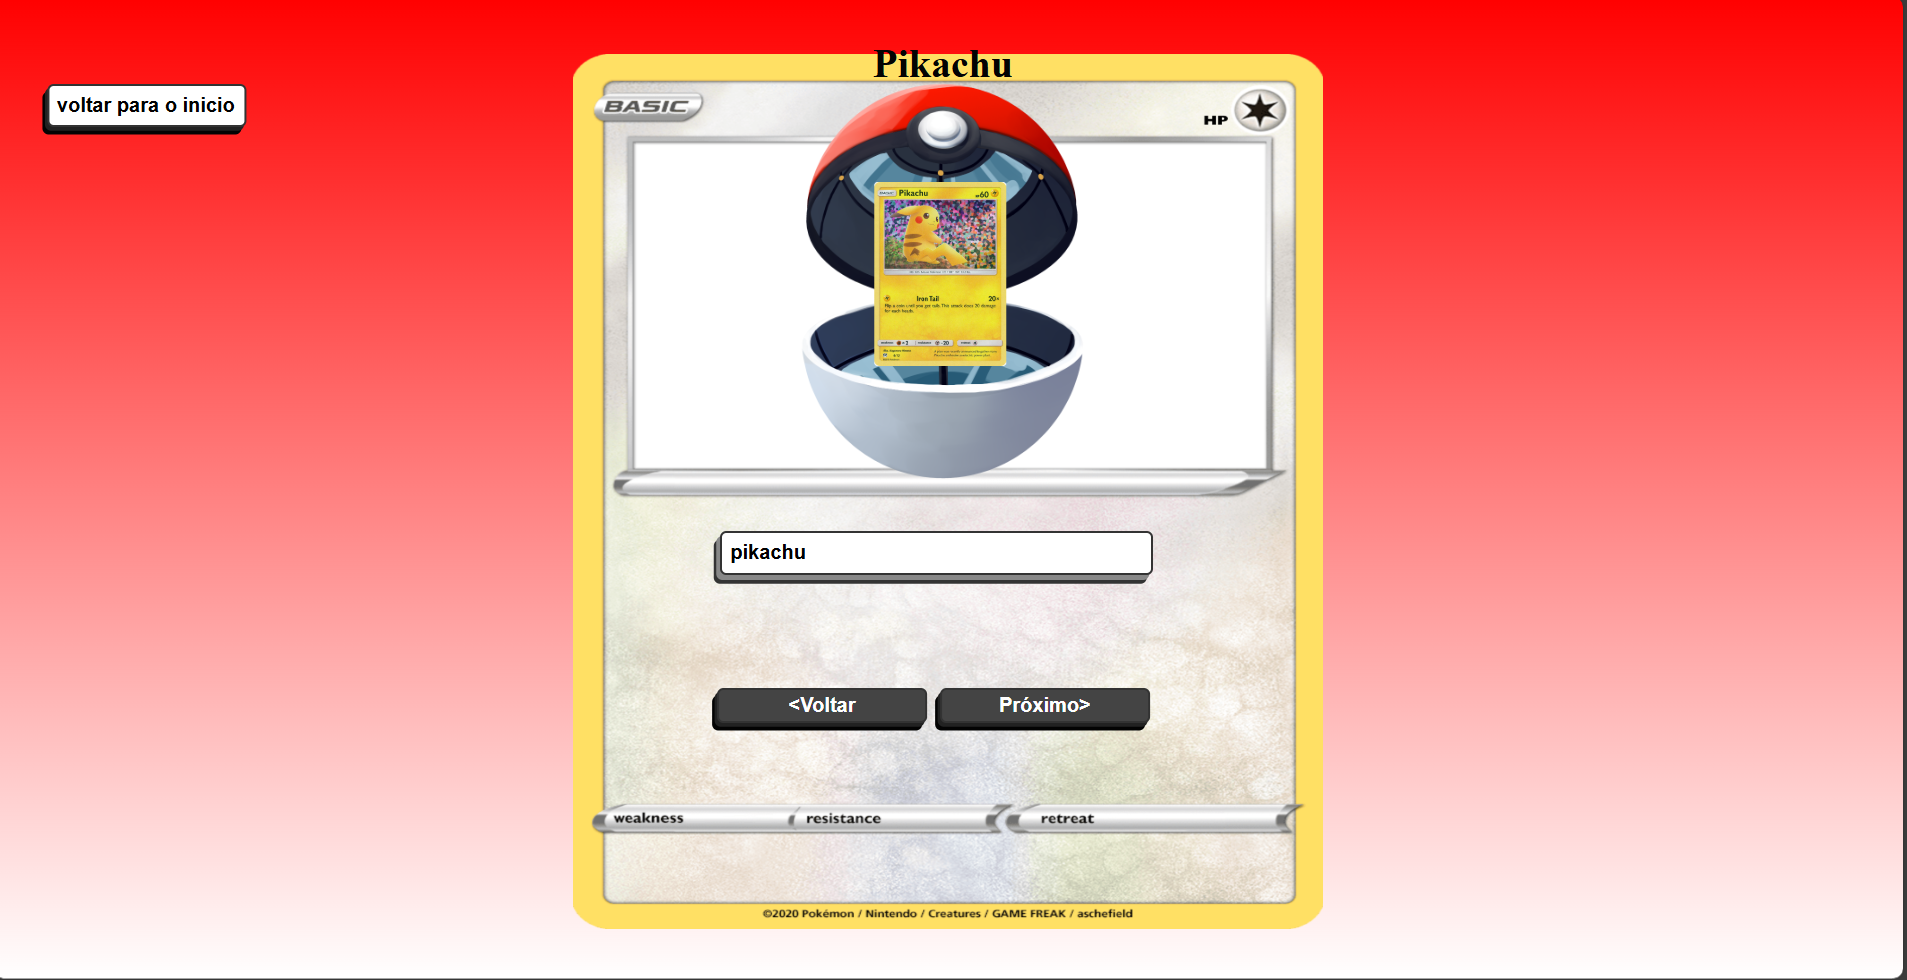 Pikachu
voltar para o inicio
BASIC
HP
Pikachu 60
Iron Tail 20
pikachu
<Voltar
Próximo>
weakness
resistance
retreat
©2020 Pokémon / Nintendo / Creatures / GAME FREAK / aschefield